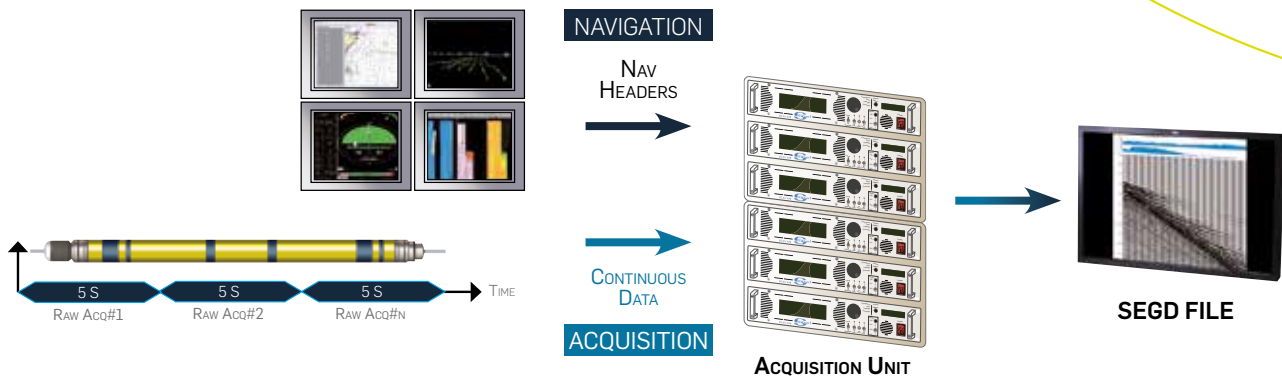 NAVIGATION
NAV
HEADERS
5 S
5 S
5 S
TIME
RAW ACQ#1
RAW ACQ#2
RAW ACQ#N
CONTINUOUS
DATA
ACQUISITION
ACQUISITION UNIT
SEGD FILE